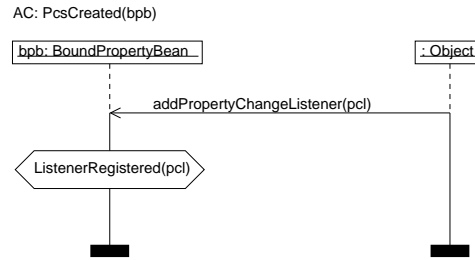 AC: PcsCreated(bpb)
bpb: BoundPropertyBean
: Object
addPropertyChangeListener(pcl)
ListenerRegistered(pcl)